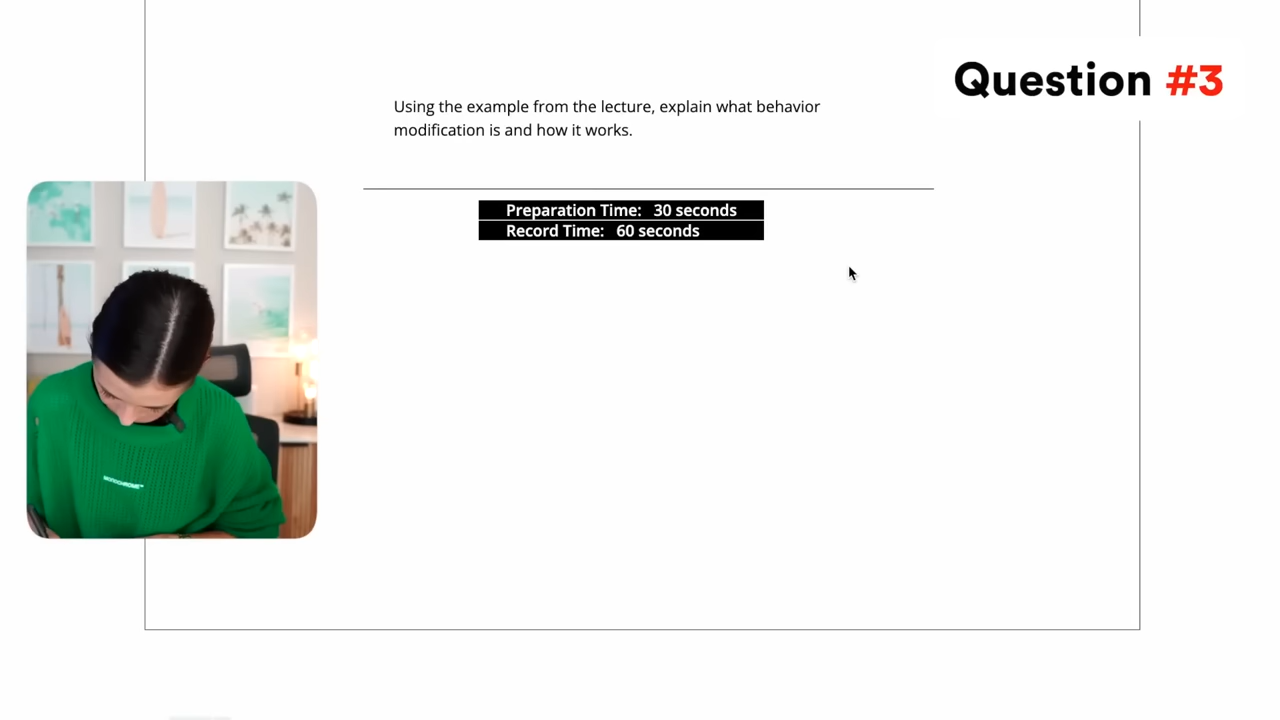 Question #3
Using the example from the lecture, explain what behavior
modification is and how it works.
Preparation Time: 30 seconds
Record Time: 60 seconds